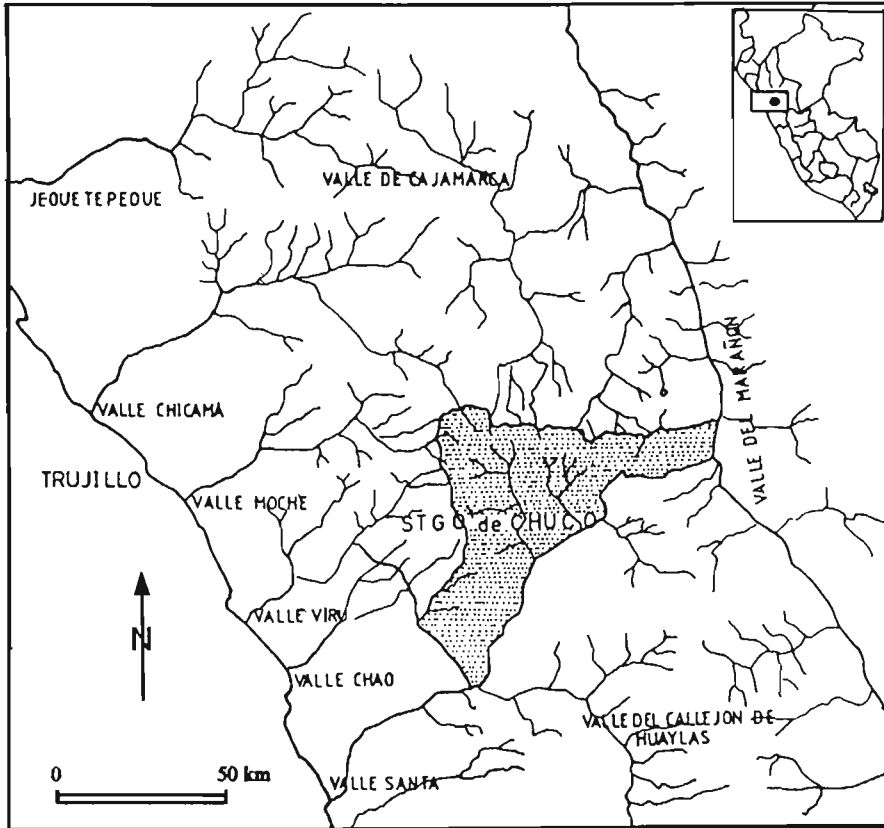 VALLE DE CAJAMARCA
JEQUETEPEQUE
VALLE DEL MARAÑON
VALLE CHICAMA
TRUJILLO
VALLE MOCHE
STGO de CHUCO
VALLE VIRU
N
VALLE CHAO
VALLE DEL CALLEJON DE
HUAYLAS
0 50 km
VALLE SANTA